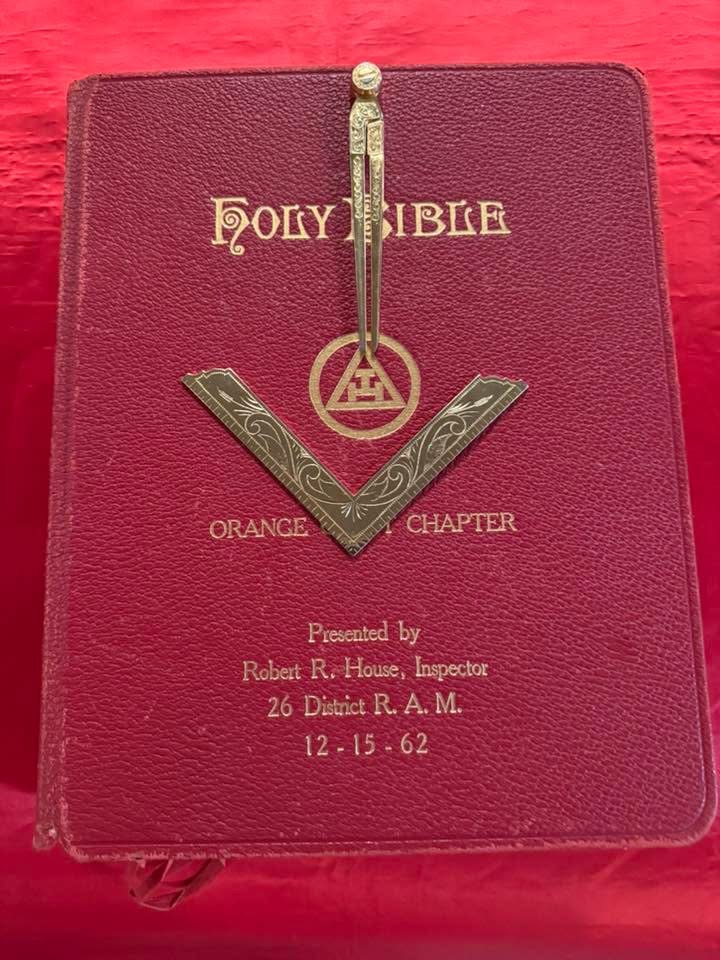 HOLY BIBLE
ORANGE CHAPTER
Presented by
Robert R. House, Inspector
26 District R. A. M.
12 - 15 - 62